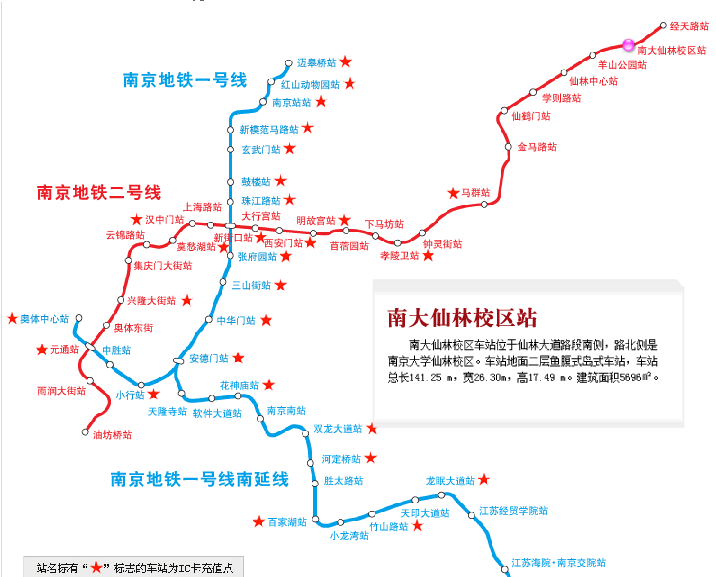 经天路站
南大仙林校区站
羊山公园站
仙林中心站
学则路站
仙鹤门站
金马路站
马群站
钟灵街站
孝陵卫站
下马坊站
苜蓿园站
明故宫站
西安门站
大行宫站
新街口站
上海路站
汉中门站
莫愁湖站
云锦路站
集庆门大街站
兴隆大街站
奥体东街
元通站
雨润大街站
油坊桥站
南京地铁二号线
南京地铁一号线
迈皋桥站
红山动物园站
南京站站
新模范马路站
玄武门站
鼓楼站
珠江路站
张府园站
三山街站
中华门站
安德门站
小行站
中胜站
奥体中心站
天隆寺站
软件大道站
花神庙站
南京南站
双龙大道站
河定桥站
胜太路站
百家湖站
小龙湾站
竹山路站
天印大道站
龙眠大道站
江苏经贸学院站
江苏海院·南京交院站
南京地铁一号线南延线
南大仙林校区站
南大仙林校区车站位于仙林大道路段南侧，路北侧是
南京大学仙林校区。车站地面二层鱼腹式岛式车站，车站
总长141.25 m，宽26.30m，高17.49 m。建筑面积5696㎡。
站名标有“★”标志的车站为IC卡充值点